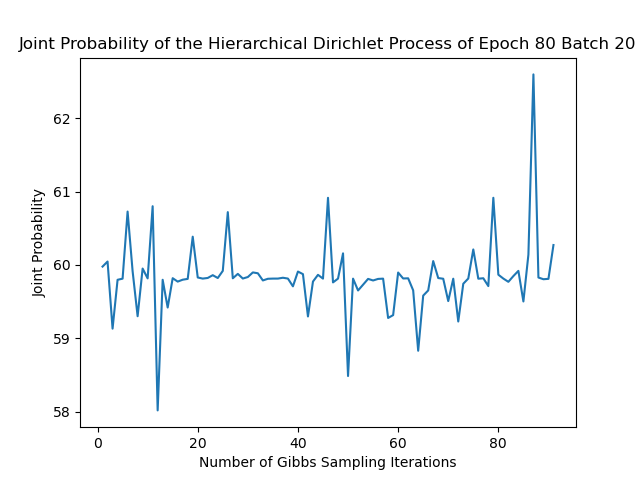 Joint Probability of the Hierarchical Dirichlet Process of Epoch 80 Batch 20
Joint Probability
62
61
60
59
58
0 20 40 60 80
Number of Gibbs Sampling Iterations